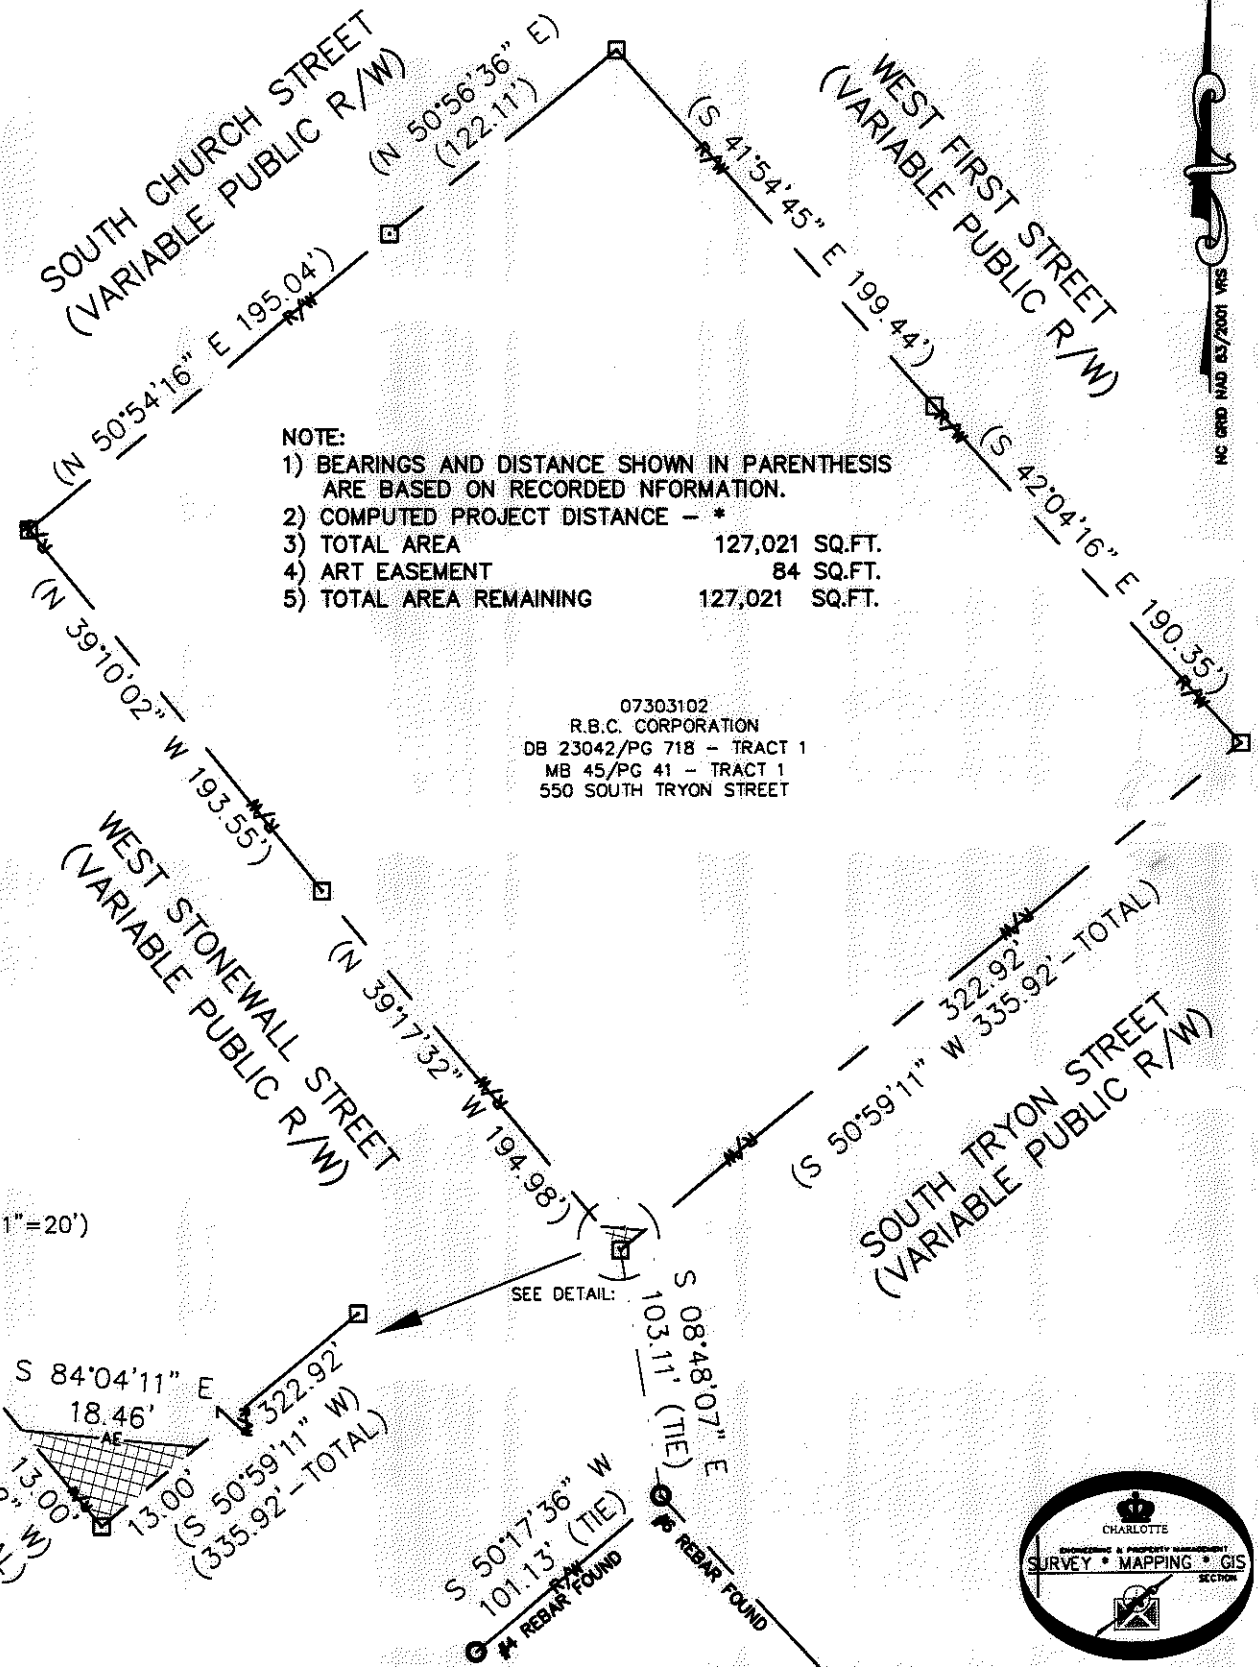 SOUTH CHURCH STREET
(VARIABLE PUBLIC R/W)
(N 50°56'36" E)
(122.11')
(S 41°54'45" E 199.44')
R/W
WEST FIRST STREET
(VARIABLE PUBLIC R/W)
NC GRID NAD 83/2001 VRS
(N 50°54'16" E 195.04')
R/W
R/W
(S 42°04'16" E 190.35')
R/W
NOTE:
1) BEARINGS AND DISTANCE SHOWN IN PARENTHESIS
ARE BASED ON RECORDED NFORMATION.
2) COMPUTED PROJECT DISTANCE - *
3) TOTAL AREA 127,021 SQ.FT.
4) ART EASEMENT 84 SQ.FT.
5) TOTAL AREA REMAINING 127,021 SQ.FT.
R/W
(N 39°10'02" W 193.55')
R/W
07303102
R.B.C. CORPORATION
DB 23042/PG 718 - TRACT 1
MB 45/PG 41 - TRACT 1
550 SOUTH TRYON STREET
WEST STONEWALL STREET
(VARIABLE PUBLIC R/W)
(N 39°17'32" W 194.98')
R/W
R/W
322.92'
(S 50°59'11" W 335.92'-TOTAL)
R/W
SOUTH TRYON STREET
(VARIABLE PUBLIC R/W)
1"=20')
SEE DETAIL:
S 08°48'07" E
103.11' (TIE)
S 84°04'11" E
18.46'
AE
R/W
322.92'
(S 50°59'11" W)
(335.92'-TOTAL)
13.00'
R/W
13.00'
2" W)
S 50°17'36" W
101.13' (TIE)
R/W
#4 REBAR FOUND
#5 REBAR FOUND
CHARLOTTE
ENGINEERING & PROPERTY MANAGEMENT
SURVEY * MAPPING * GIS
SECTION